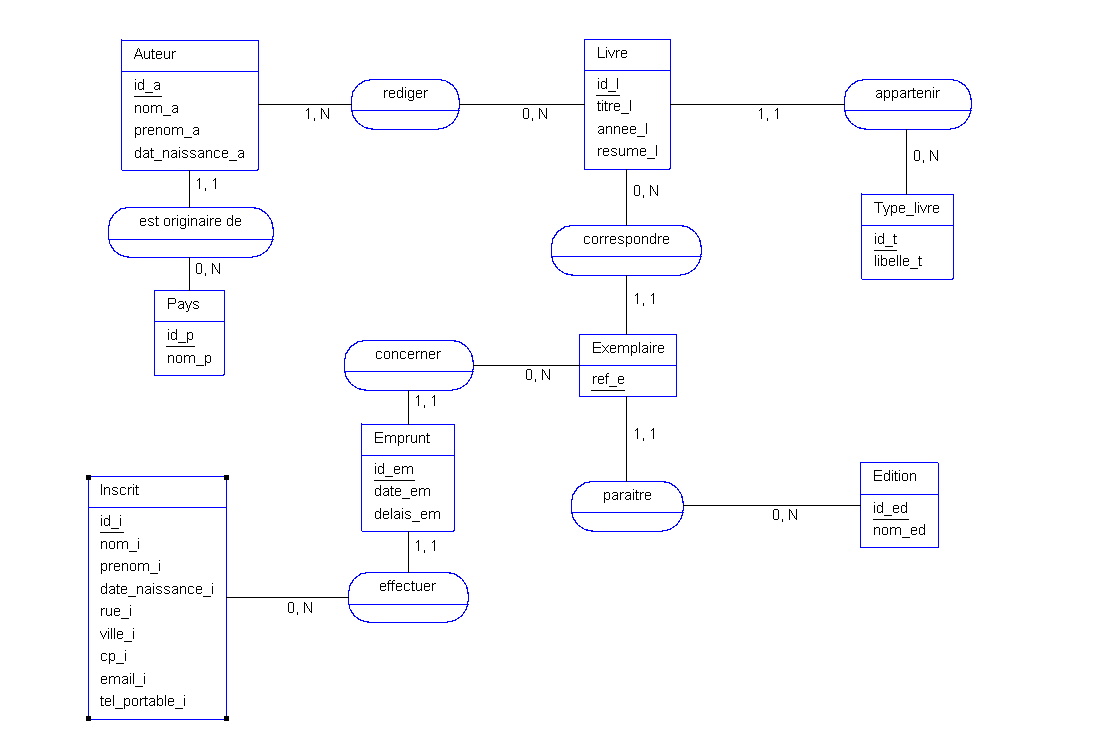 Auteur
id_a
nom_a
prenom_a
dat_naissance_a
1, N
rediger
0, N
Livre
id_l
titre_l
annee_l
resume_l
1, 1
appartenir
0, N
Type_livre
id_t
libelle_t
1, 1
est originaire de
0, N
Pays
id_p
nom_p
0, N
correspondre
1, 1
Exemplaire
ref_e
0, N
concerner
1, 1
Emprunt
id_em
date_em
delais_em
1, 1
effectuer
0, N
Inscrit
id_i
nom_i
prenom_i
date_naissance_i
rue_i
ville_i
cp_i
email_i
tel_portable_i
1, 1
paraitre
0, N
Edition
id_ed
nom_ed